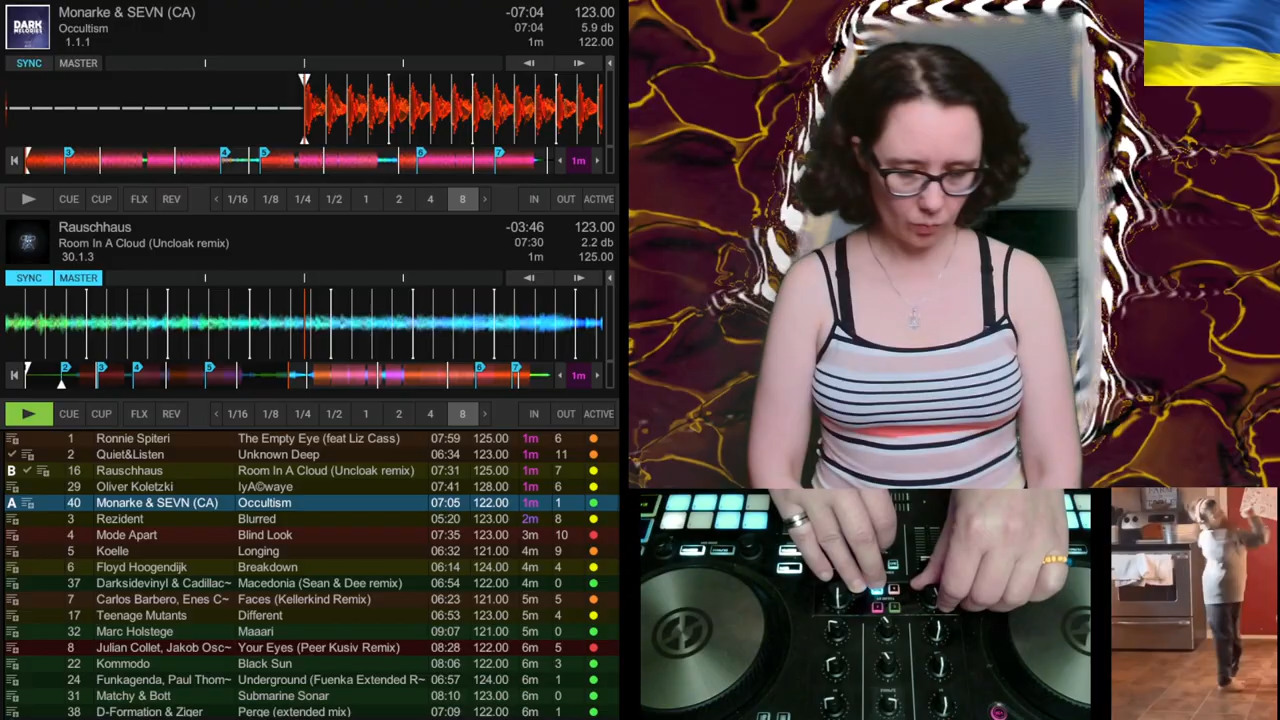 DARK
MELODIES
Monarke & SEVN (CA)
-07:04
123.00
Occultism
07:04
5.9 db
1.1.1
1m
122.00
SYNC
MASTER
3
4
5
6
7
1m
CUE
CUP
FLX
REV
1/16
1/8
1/4
1/2
1
2
4
8
IN
OUT
ACTIVE
Rauschhaus
-03:46
123.00
Room In A Cloud (Uncloak remix)
07:30
2.2 db
30.1.3
1m
125.00
SYNC
MASTER
2
3
4
5
6
7
1m
CUE
CUP
FLX
REV
1/16
1/8
1/4
1/2
1
2
4
8
IN
OUT
ACTIVE
1 Ronnie Spiteri The Empty Eye (feat Liz Cass) 07:59 125.00 1m 6
2 Quiet&Listen Unknown Deep 06:34 123.00 1m 11
B 16 Rauschhaus Room In A Cloud (Uncloak remix) 07:31 125.00 1m 7
29 Oliver Koletzki IyA©waye 07:41 128.00 1m 6
A 40 Monarke & SEVN (CA) Occultism 07:05 122.00 1m 1
3 Rezident Blurred 05:20 123.00 2m 8
4 Mode Apart Blind Look 07:35 123.00 3m 10
5 Koelle Longing 06:32 121.00 4m 9
6 Floyd Hoogendijk Breakdown 06:14 124.00 4m 4
37 Darksidevinyl & Cadillac~ Macedonia (Sean & Dee remix) 06:54 122.00 4m 0
7 Carlos Barbero, Enes C~ Faces (Kellerkind Remix) 06:23 121.00 5m 5
17 Teenage Mutants Different 06:53 123.00 5m 4
32 Marc Holstege Maaari 09:07 121.00 5m 0
8 Julian Collet, Jakob Osc~ Your Eyes (Peer Kusiv Remix) 08:28 123.00 6m 5
22 Kommodo Black Sun 08:06 122.00 6m 3
24 Funkagenda, Paul Thom~ Underground (Fuenka Extended R~ 06:57 124.00 6m 1
31 Matchy & Bott Submarine Sonar 08:10 123.00 6m 0
38 D-Formation & Ziger Perge (extended mix) 07:09 122.00 6m 1